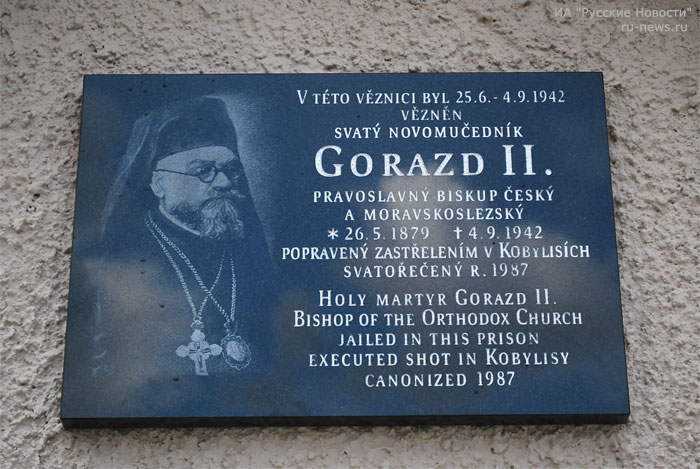 ИА "Русские Новости"
ru-news.ru
V TÉTO VĚZNICI BYL 25.6.- 4.9.1942
VĚZNĚN
SVATÝ NOVOMUČEDNÍK
GORAZD II.
PRAVOSLAVNÝ BISKUP ČESKÝ
A MORAVSKOSLEZSKÝ
* 26.5.1879 † 4.9.1942
POPRAVENÝ ZASTŘELENÍM V KOBYLISÍCH
SVATOŘEČENÝ R. 1987
HOLY MARTYR GORAZD II.
BISHOP OF THE ORTHODOX CHURCH
JAILED IN THIS PRISON
EXECUTED SHOT IN KOBYLISY
CANONIZED 1987